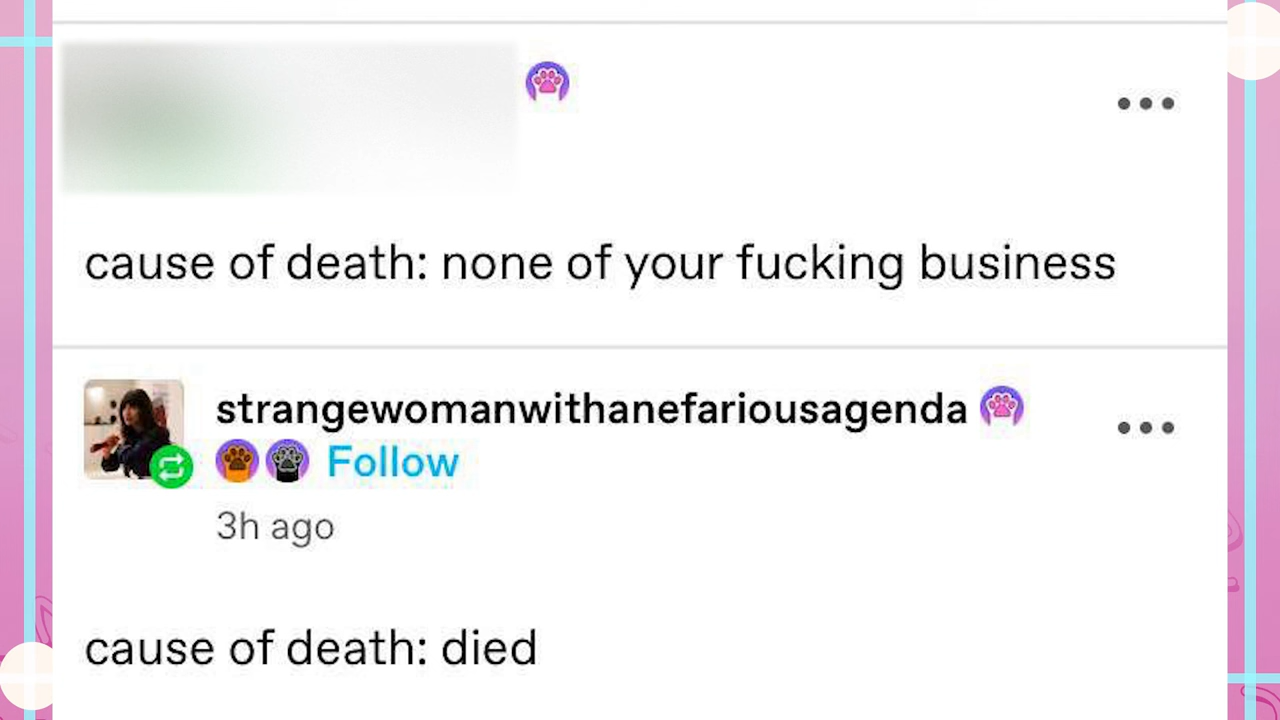 cause of death: none of your fucking business
strangewomanwithanefariousagenda
Follow
3h ago
cause of death: died